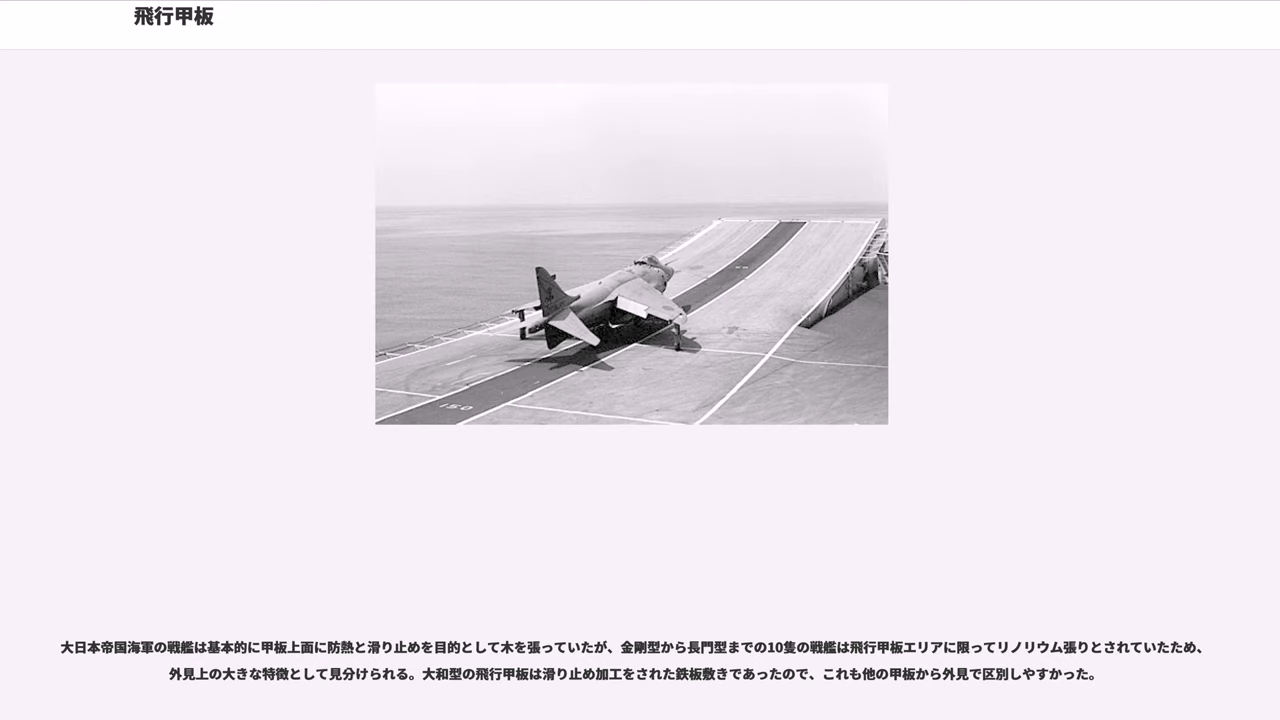 飛行甲板
150
大日本帝国海軍の戦艦は基本的に甲板上面に防熱と滑り止めを目的として木を張っていたが、金剛型から長門型までの10隻の戦艦は飛行甲板エリアに限ってリノリウム張りとされていたため、
外見上の大きな特徴として見分けられる。大和型の飛行甲板は滑り止め加工をされた鉄板敷きであったので、これも他の甲板から外見で区別しやすかった。